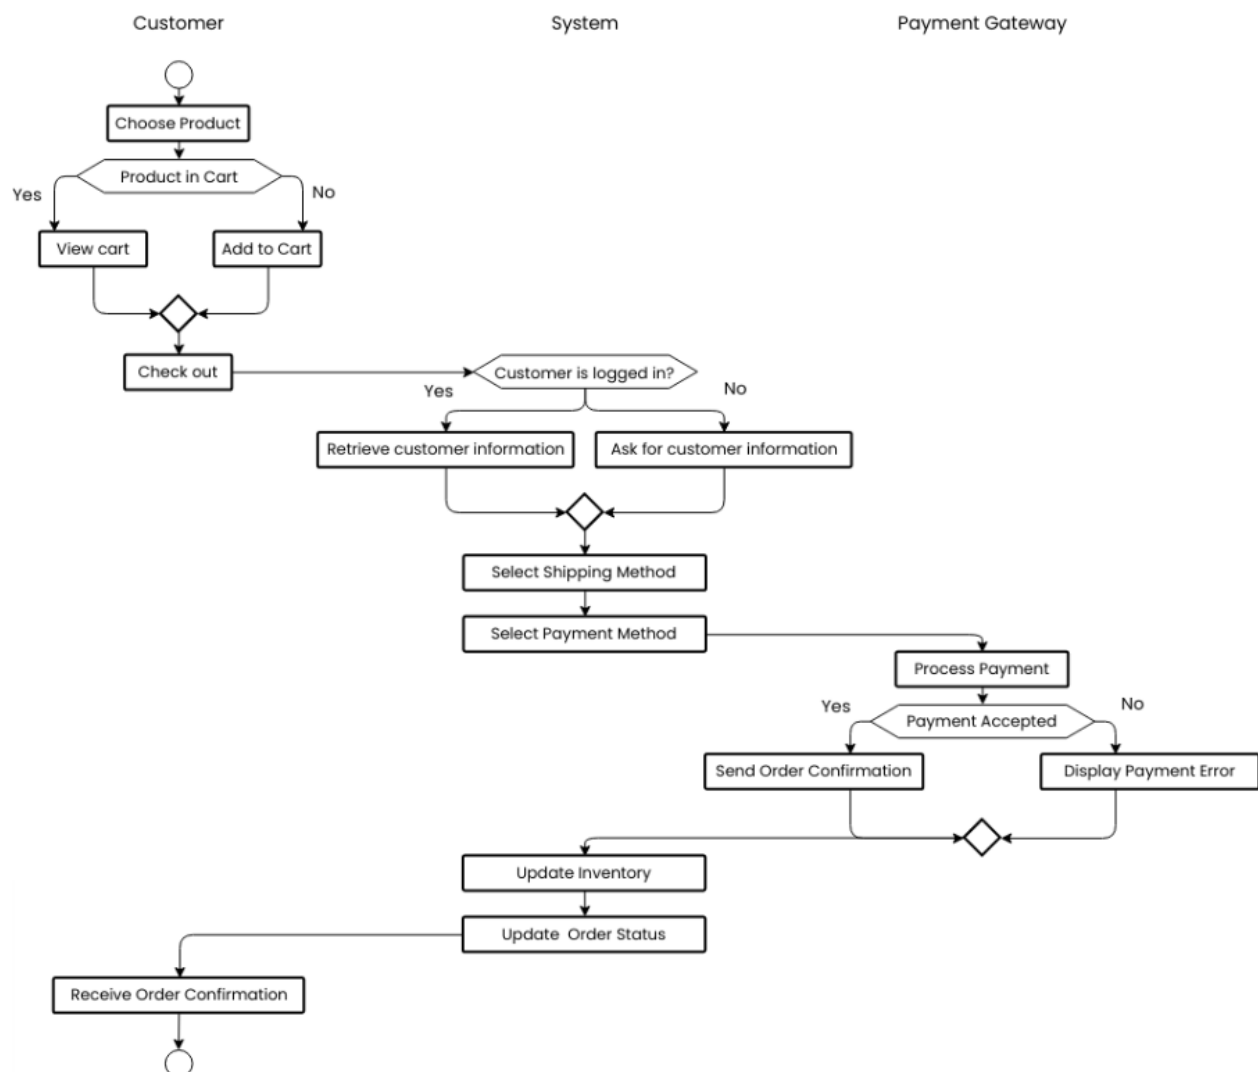 Customer
System
Payment Gateway
Choose Product
Product in Cart
Yes
No
View cart
Add to Cart
Check out
Customer is logged in?
Yes
No
Retrieve customer information
Ask for customer information
Select Shipping Method
Select Payment Method
Process Payment
Yes
No
Payment Accepted
Send Order Confirmation
Display Payment Error
Update Inventory
Update Order Status
Receive Order Confirmation